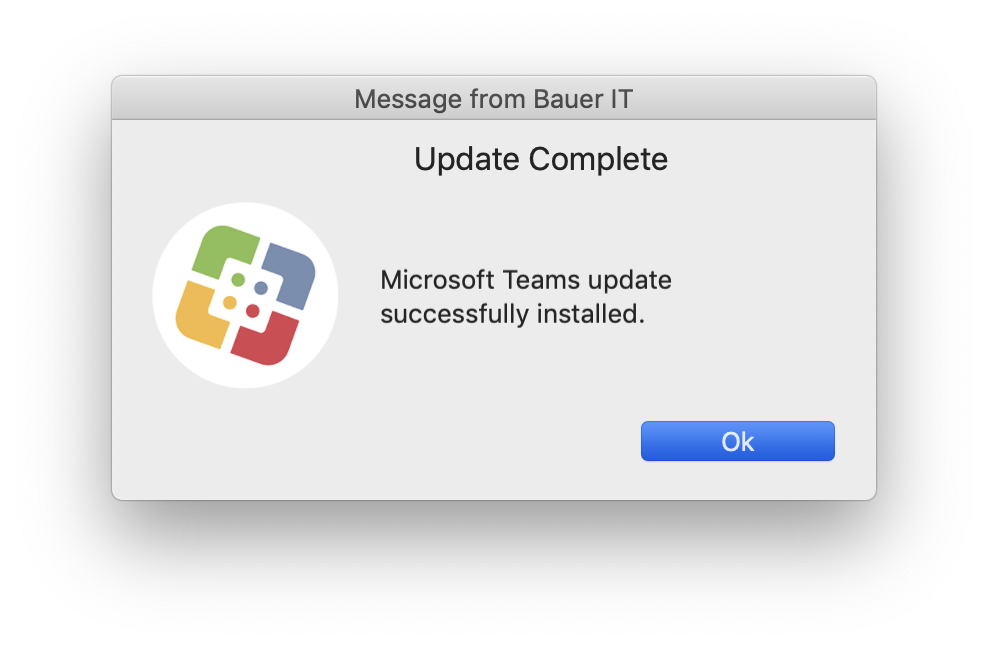 Message from Bauer IT
Update Complete
Microsoft Teams update
successfully installed.
Ok